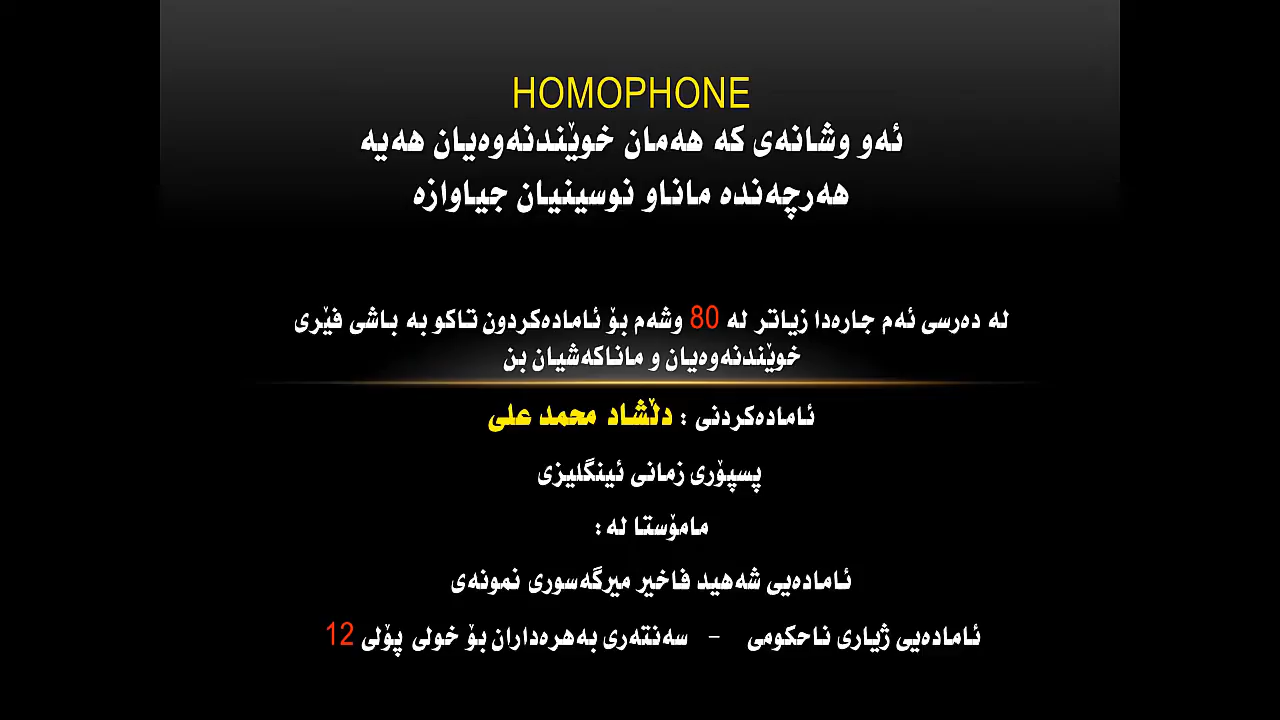 HOMOPHONE
ئەو وشانەی کە هەمان خوێندنەوەیان هەیە
هەرچەندە ماناو نوسینیان جیاوازە
لە دەرسی ئەم جارەدا زیاتر لە 80 وشەم بۆ ئامادەکردون تاکو بە باشی فێری
خوێندنەوەیان و ماناکەشیان بن
ئامادەکردنی : دڵشاد محمد علی
پسپۆری زمانی ئینگلیزی
مامۆستا لە :
ئامادەیی شەهید فاخیر میرگەسوری نمونەی
ئامادەیی ژیاری ناحکومی – سەنتەری بەهرەداران بۆ خولی پۆلی 12